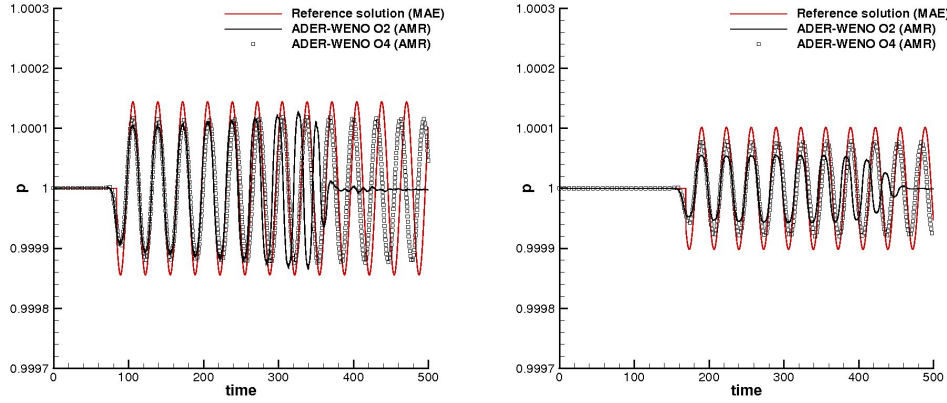 Reference solution (MAE)
ADER-WENO O2 (AMR)
ADER-WENO O4 (AMR)
1.0003
1.0002
1.0001
1
0.9999
0.9998
0.9997
p
0 100 200 300 400 500
time
Reference solution (MAE)
ADER-WENO O2 (AMR)
ADER-WENO O4 (AMR)
1.0003
1.0002
1.0001
1
0.9999
0.9998
0.9997
p
0 100 200 300 400 500
time